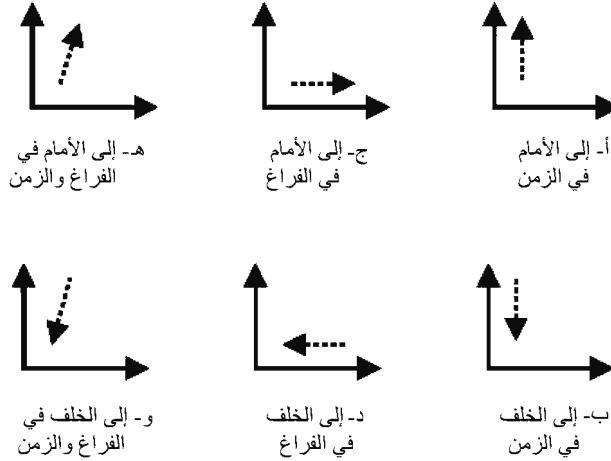 أ- إلى الأمام
في الزمن
ج- إلى الأمام
في الفراغ
هـ- إلى الأمام في
الفراغ والزمن
ب- إلى الخلف
في الزمن
د- إلى الخلف
في الفراغ
و- إلى الخلف في
الفراغ والزمن